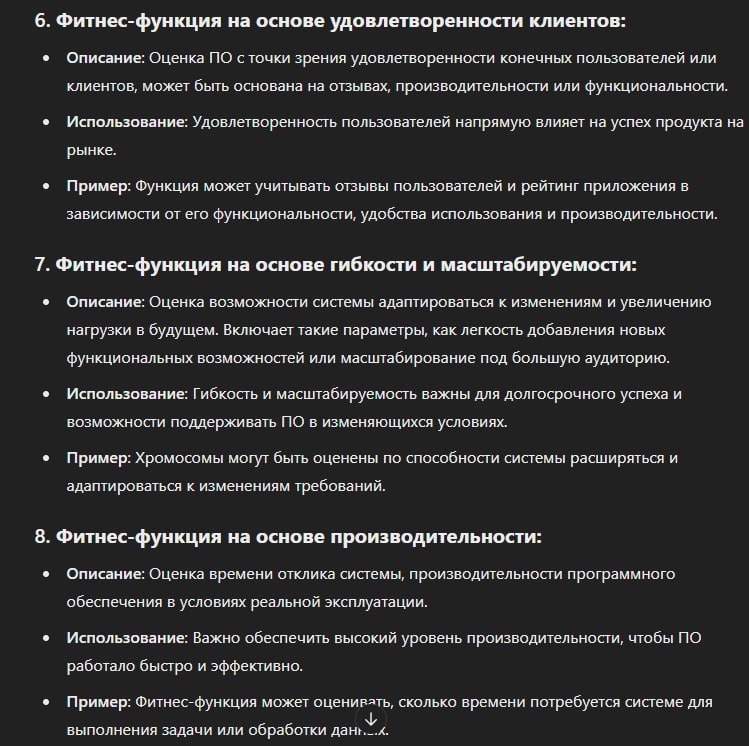 6. Фитнес-функция на основе удовлетворенности клиентов:
• Описание: Оценка ПО с точки зрения удовлетворенности конечных пользователей или
клиентов, может быть основана на отзывах, производительности или функциональности.
• Использование: Удовлетворенность пользователей напрямую влияет на успех продукта на
рынке.
• Пример: Функция может учитывать отзывы пользователей и рейтинг приложения в
зависимости от его функциональности, удобства использования и производительности.
7. Фитнес-функция на основе гибкости и масштабируемости:
• Описание: Оценка возможности системы адаптироваться к изменениям и увеличению
нагрузки в будущем. Включает такие параметры, как легкость добавления новых
функциональных возможностей или масштабирование под большую аудиторию.
• Использование: Гибкость и масштабируемость важны для долгосрочного успеха и
возможности поддерживать ПО в изменяющихся условиях.
• Пример: Хромосомы могут быть оценены по способности системы расширяться и
адаптироваться к изменениям требований.
8. Фитнес-функция на основе производительности:
• Описание: Оценка времени отклика системы, производительности программного
обеспечения в условиях реальной эксплуатации.
• Использование: Важно обеспечить высокий уровень производительности, чтобы ПО
работало быстро и эффективно.
• Пример: Фитнес-функция может оценивать, сколько времени потребуется системе для
выполнения задачи или обработки данных.